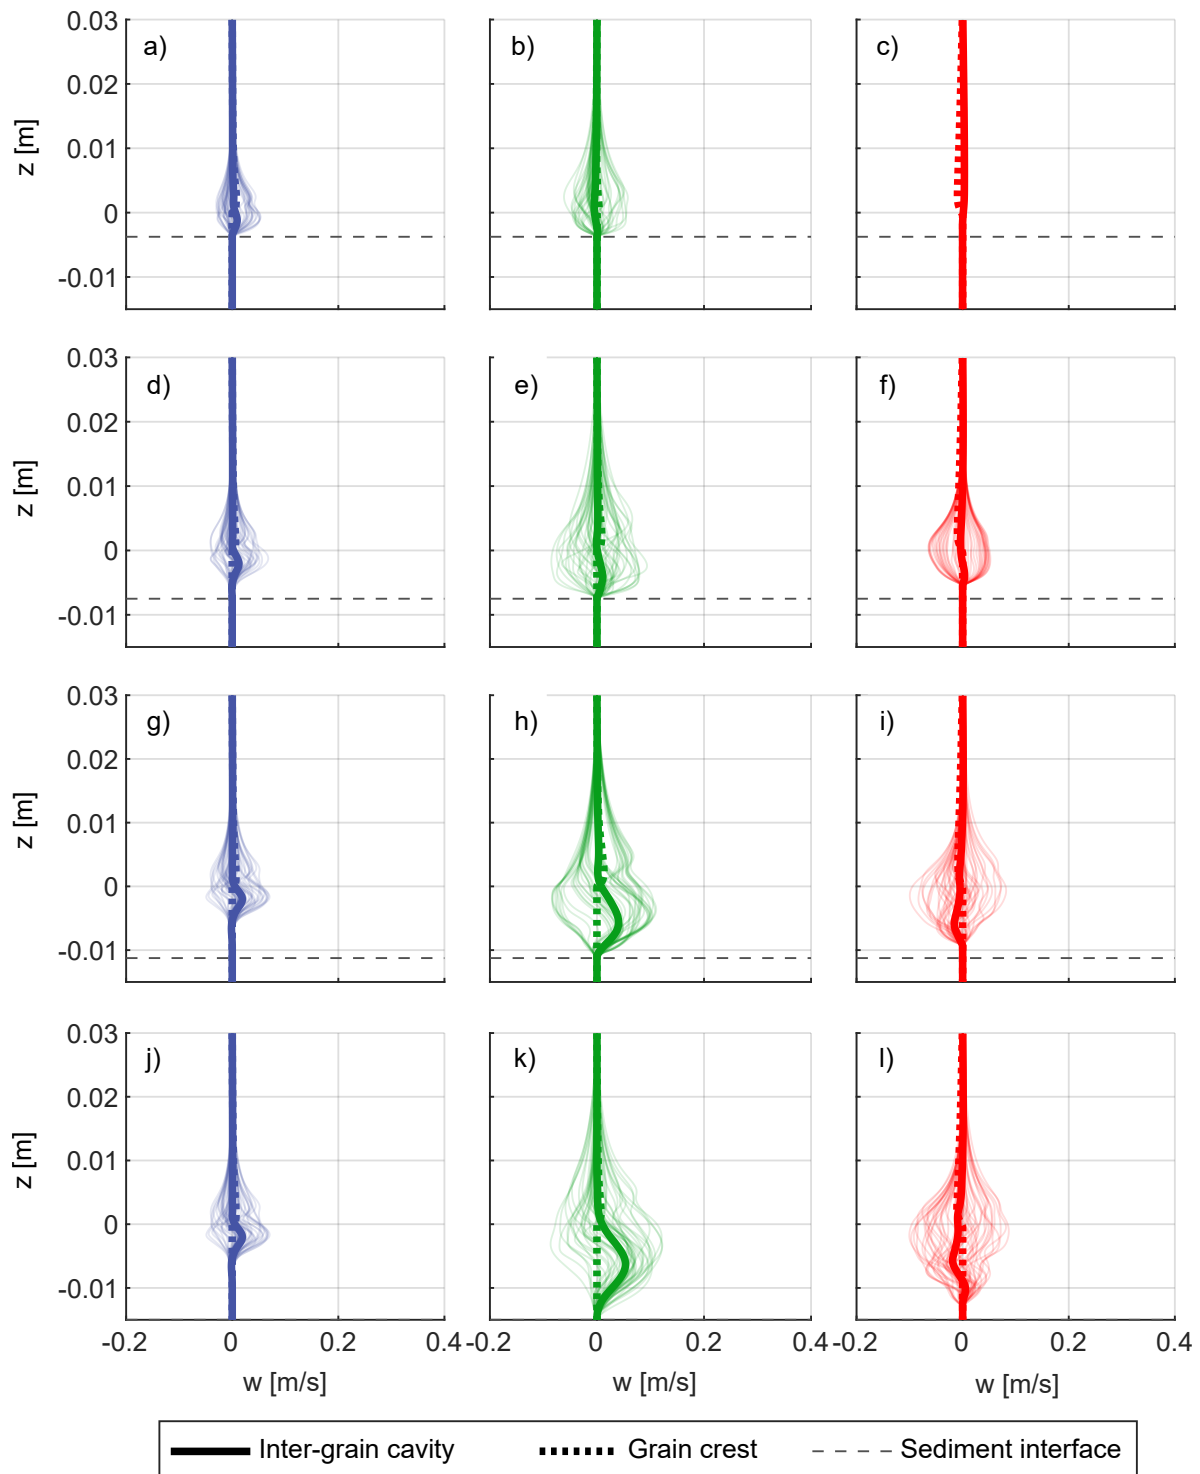 0.03
0.02
0.01
0
-0.01
z [m]
a)
b)
c)
0.03
0.02
0.01
0
-0.01
z [m]
d)
e)
f)
0.03
0.02
0.01
0
-0.01
z [m]
g)
h)
i)
0.03
0.02
0.01
0
-0.01
z [m]
j)
k)
l)
-0.2 0 0.2 0.4 -0.2 0 0.2 0.4 -0.2 0 0.2 0.4
w [m/s] w [m/s] w [m/s]
Inter-grain cavity Grain crest Sediment interface